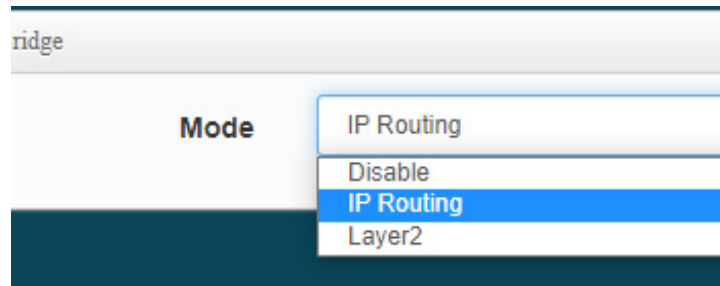 ridge
Mode IP Routing
Disable
IP Routing
Layer2